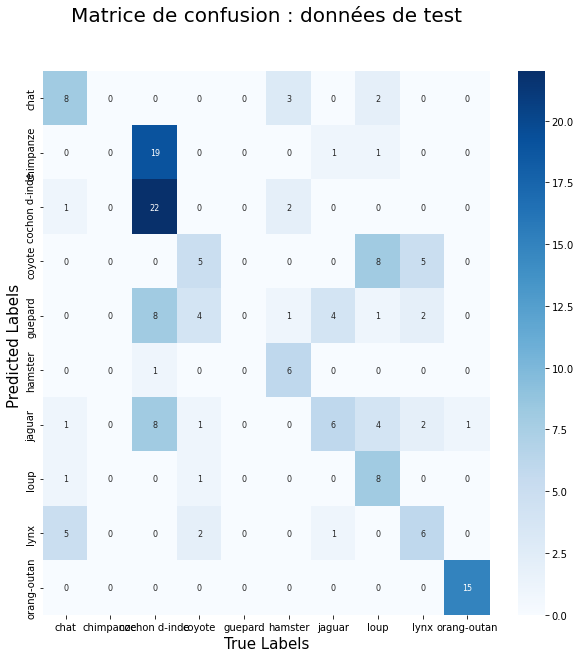 Matrice de confusion : données de test
chat 8 0 0 0 0 3 0 2 0 0
chimpanze 0 0 19 0 0 0 1 1 0 0
cochon d-inde 1 0 22 0 0 2 0 0 0 0
coyote 0 0 0 5 0 0 0 8 5 0
guepard 0 0 8 4 0 1 4 1 2 0
hamster 0 0 1 0 0 6 0 0 0 0
jaguar 1 0 8 1 0 0 6 4 2 1
loup 1 0 0 1 0 0 0 8 0 0
lynx 5 0 0 2 0 0 1 0 6 0
orang-outan 0 0 0 0 0 0 0 0 0 15
chat chimpanze cochon d-inde coyote guepard hamster jaguar loup lynx orang-outan
True Labels
Predicted Labels
20.0
17.5
15.0
12.5
10.0
7.5
5.0
2.5
0.0